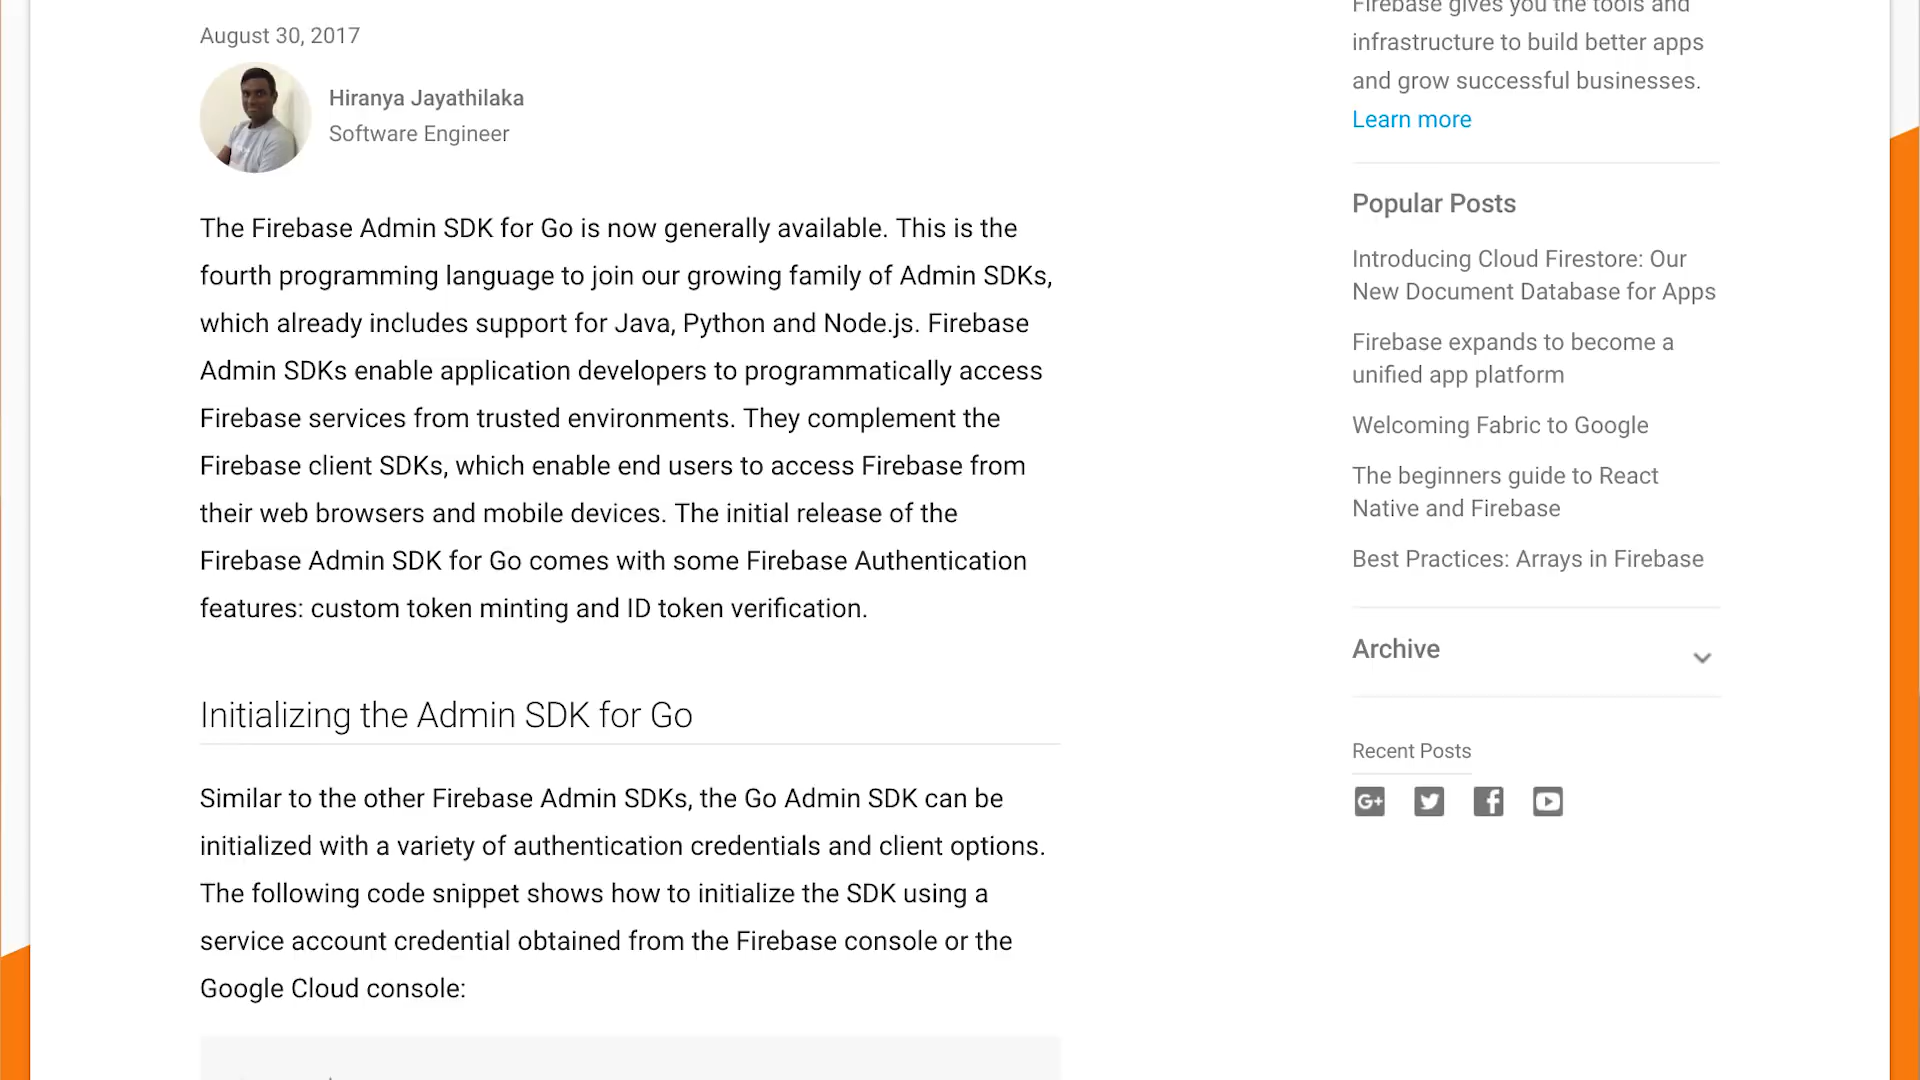 August 30, 2017
Hiranya Jayathilaka
Software Engineer
The Firebase Admin SDK for Go is now generally available. This is the
fourth programming language to join our growing family of Admin SDKs,
which already includes support for Java, Python and Node.js. Firebase
Admin SDKs enable application developers to programmatically access
Firebase services from trusted environments. They complement the
Firebase client SDKs, which enable end users to access Firebase from
their web browsers and mobile devices. The initial release of the
Firebase Admin SDK for Go comes with some Firebase Authentication
features: custom token minting and ID token verification.
Initializing the Admin SDK for Go
Similar to the other Firebase Admin SDKs, the Go Admin SDK can be
initialized with a variety of authentication credentials and client options.
The following code snippet shows how to initialize the SDK using a
service account credential obtained from the Firebase console or the
Google Cloud console:
Firebase gives you the tools and
infrastructure to build better apps
and grow successful businesses.
Learn more
Popular Posts
Introducing Cloud Firestore: Our
New Document Database for Apps
Firebase expands to become a
unified app platform
Welcoming Fabric to Google
The beginners guide to React
Native and Firebase
Best Practices: Arrays in Firebase
Archive
Recent Posts
G+